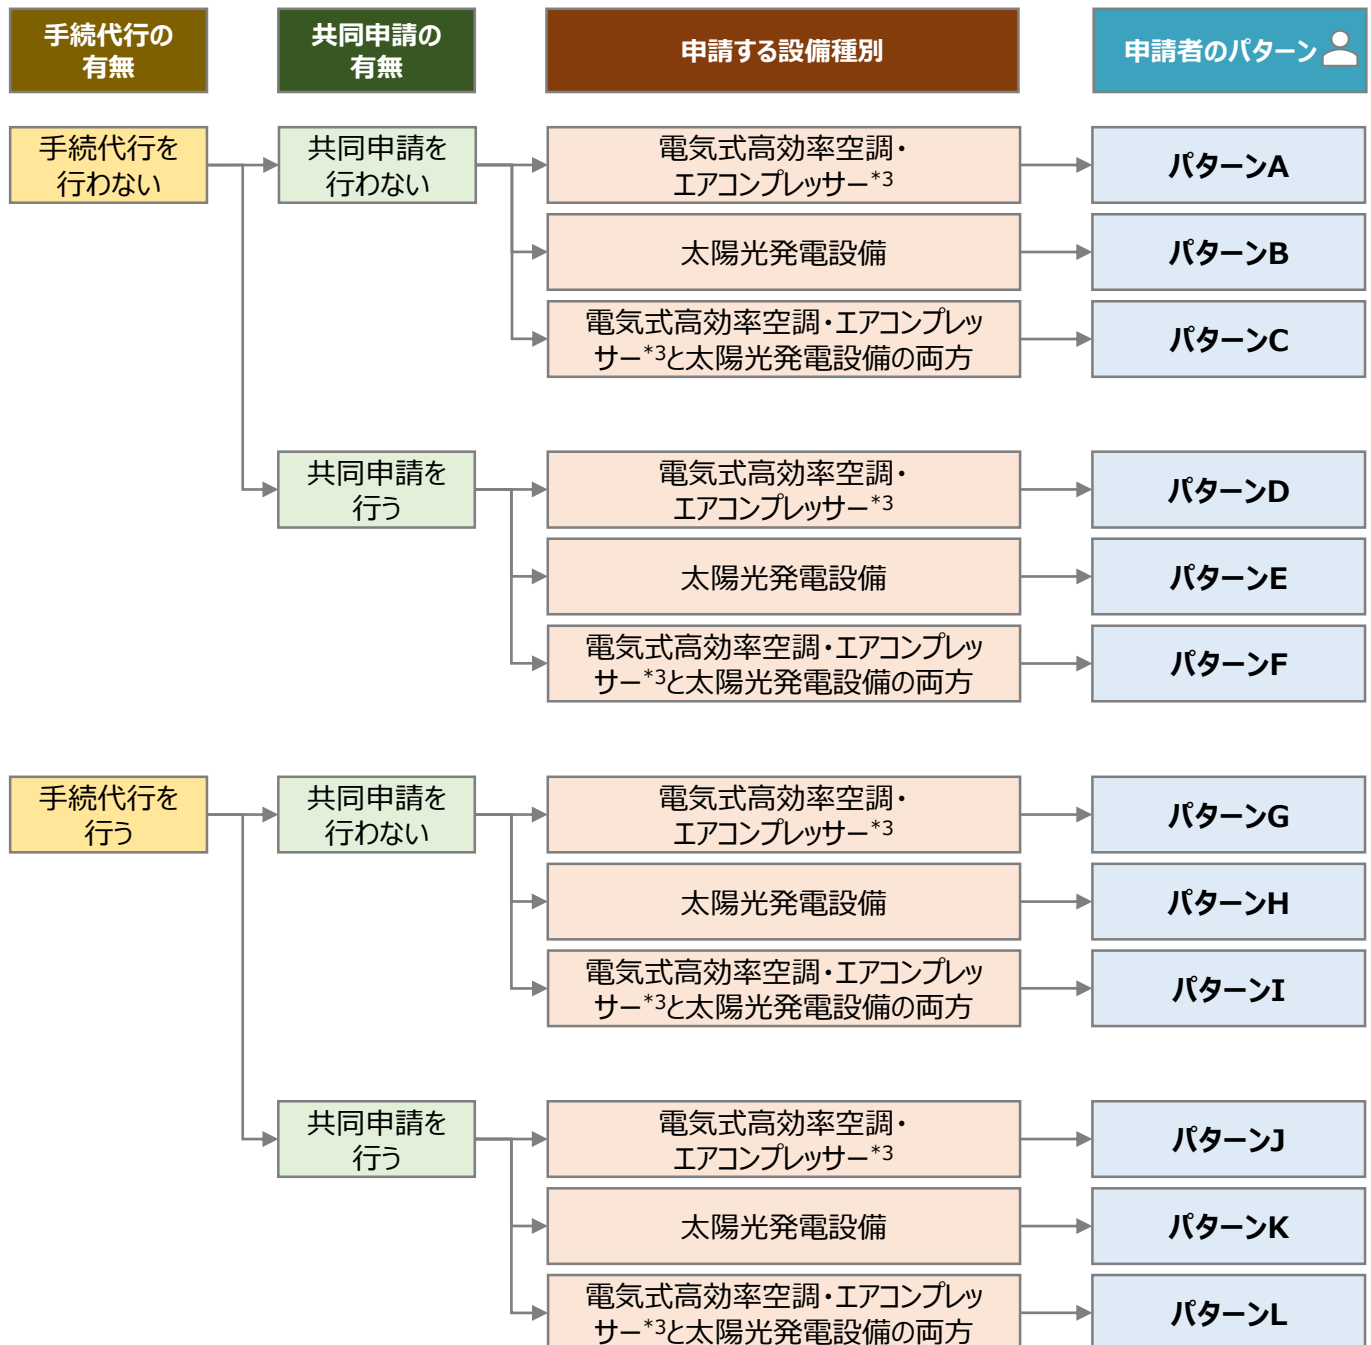 手続代行の
有無
共同申請の
有無
申請する設備種別
申請者のパターン
手続代行を
行わない
共同申請を
行わない
電気式高効率空調・
エアコンプレッサー*3
パターンA
太陽光発電設備
パターンB
電気式高効率空調・エアコンプレッ
サー*3と太陽光発電設備の両方
パターンC
共同申請を
行う
電気式高効率空調・
エアコンプレッサー*3
パターンD
太陽光発電設備
パターンE
電気式高効率空調・エアコンプレッ
サー*3と太陽光発電設備の両方
パターンF
手続代行を
行う
共同申請を
行わない
電気式高効率空調・
エアコンプレッサー*3
パターンG
太陽光発電設備
パターンH
電気式高効率空調・エアコンプレッ
サー*3と太陽光発電設備の両方
パターンI
共同申請を
行う
電気式高効率空調・
エアコンプレッサー*3
パターンJ
太陽光発電設備
パターンK
電気式高効率空調・エアコンプレッ
サー*3と太陽光発電設備の両方
パターンL